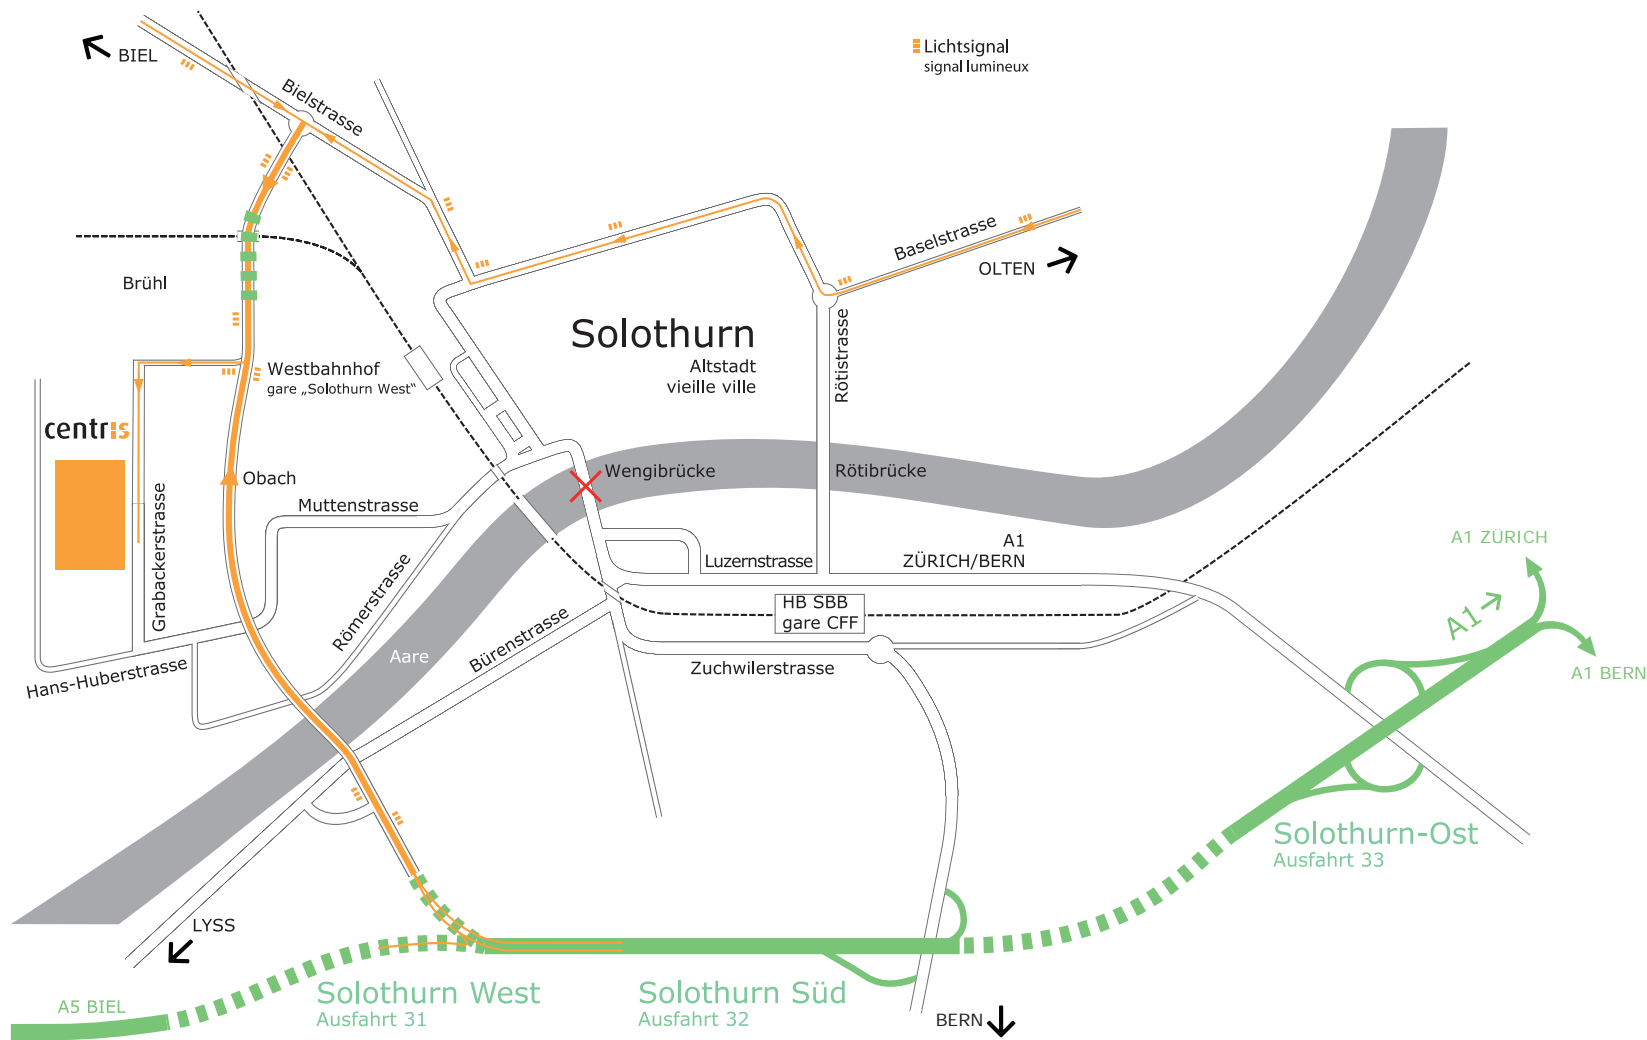 Lichtsignal
signal lumineux
BIEL
Bielstrasse
Baselstrasse
OLTEN
Brühl
Solothurn
Altstadt
vieille ville
Rötistrasse
Westbahnhof
gare „Solothurn West“
centris
Obach
Wengibrücke
Rötibrücke
Muttenstrasse
Grabackerstrasse
A1
ZÜRICH/BERN
Luzernstrasse
A1 ZÜRICH
Römerstrasse
HB SBB
gare CFF
A1
Bürenstrasse
Aare
Hans-Huberstrasse
Zuchwilerstrasse
A1 BERN
Solothurn-Ost
Ausfahrt 33
LYSS
Solothurn West
Ausfahrt 31
Solothurn Süd
Ausfahrt 32
A5 BIEL
BERN